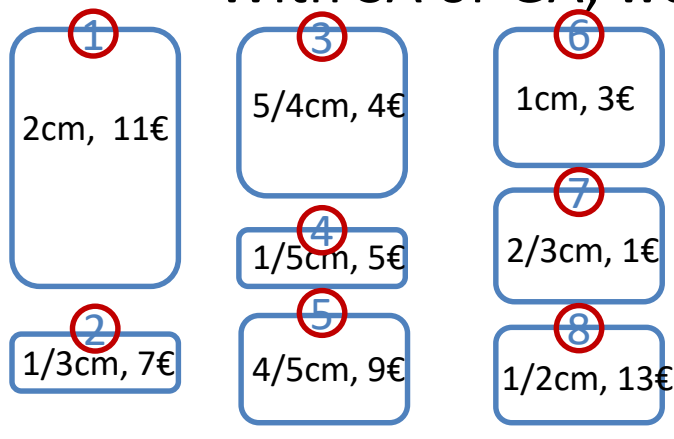 1
2cm, 11€
2
1/3cm, 7€
3
5/4cm, 4€
4
1/5cm, 5€
5
4/5cm, 9€
6
1cm, 3€
7
2/3cm, 1€
8
1/2cm, 13€